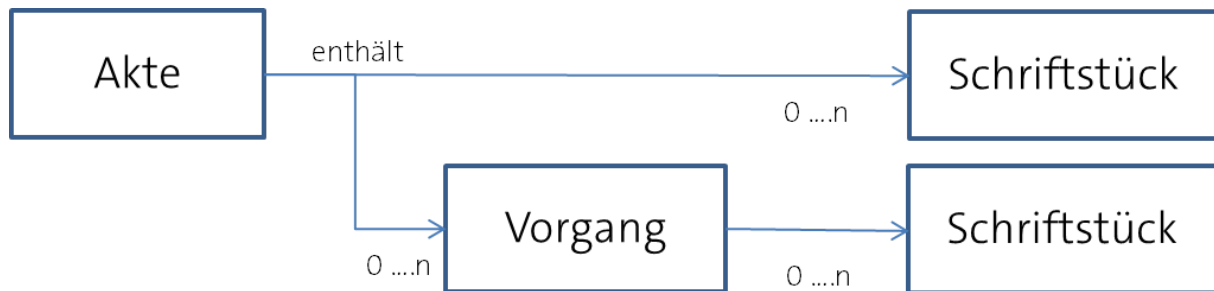 enthält
Akte
Schriftstück
0 ....n
Vorgang
Schriftstück
0 ....n
0 ....n